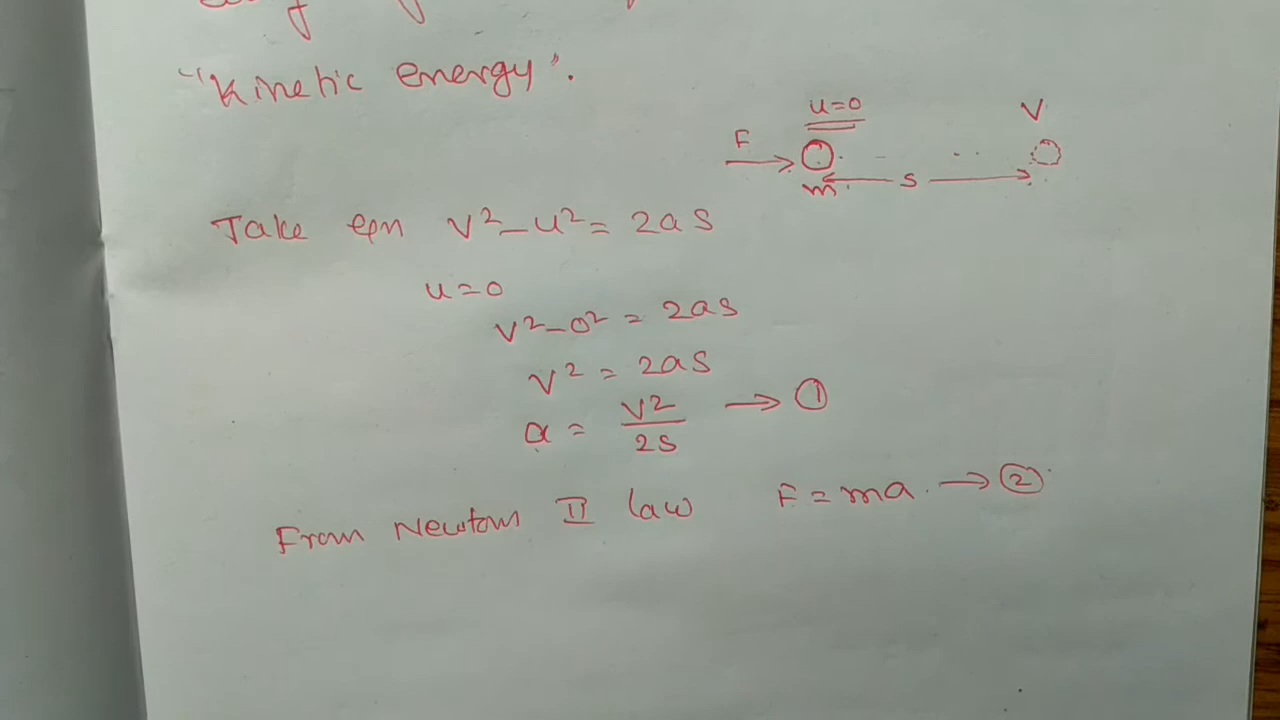 "Kinetic energy".
u=0 V
F
m s
Take eqn V²-u²= 2as
u=0
V²-0² = 2as
V² = 2as
a = V²/2s → ①
From Newton II law F = ma. → ②